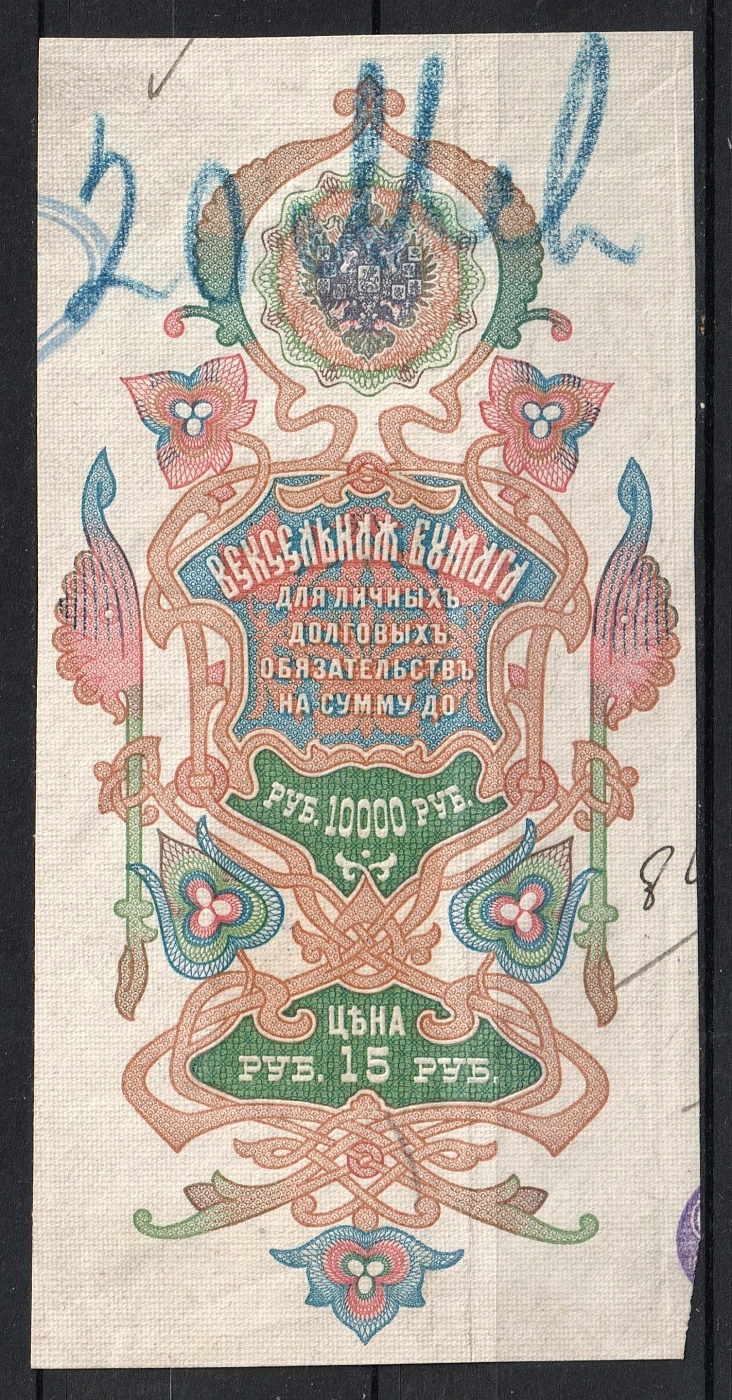 ВЕКСЕЛЬНАЯ БУМАГА
ДЛЯ ЛИЧНЫХЪ
ДОЛГОВЫХЪ
ОБЯЗАТЕЛЬСТВЪ
НА СУММУ ДО
РУБ. 10000 РУБ.
ЦѢНА
РУБ. 15 РУБ.